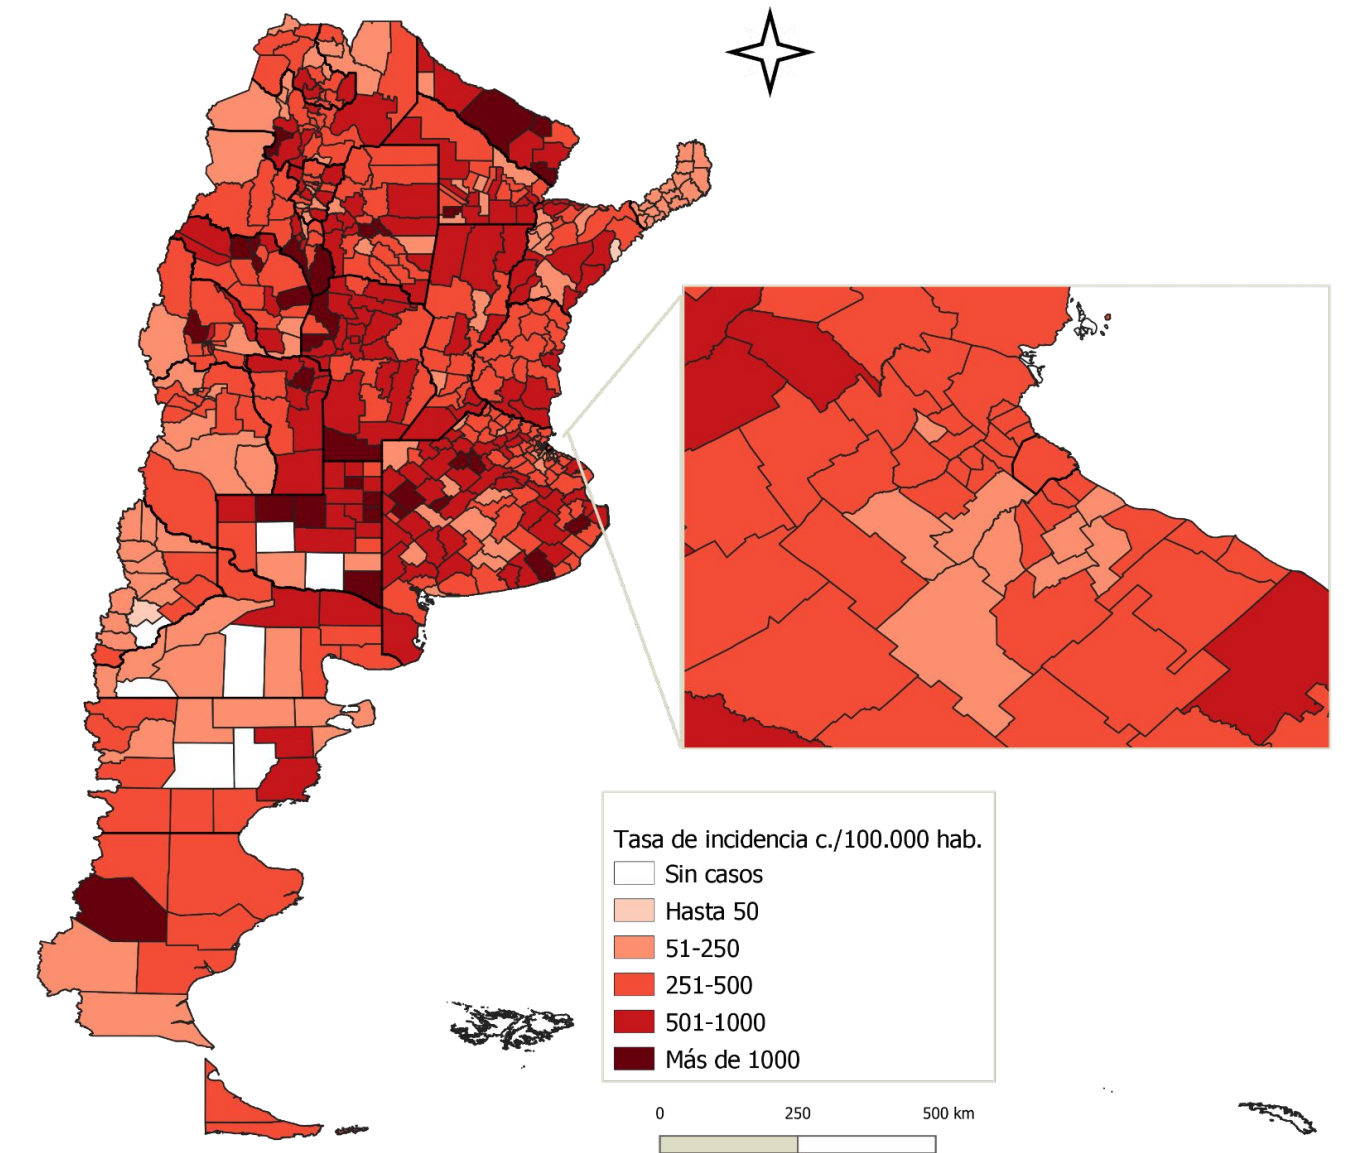 Tasa de incidencia c./100.000 hab.
Sin casos
Hasta 50
51-250
251-500
501-1000
Más de 1000
0 250 500 km